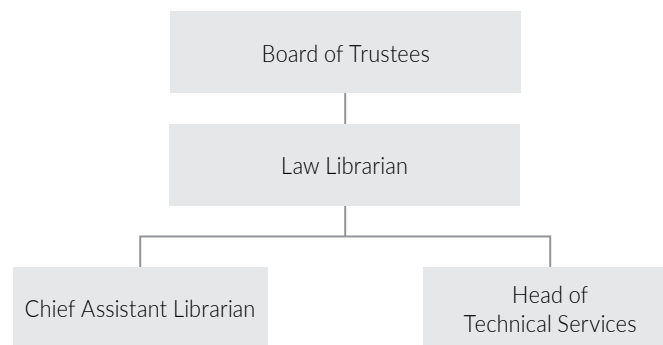 Board of Trustees
Law Librarian
Chief Assistant Librarian
Head of
Technical Services